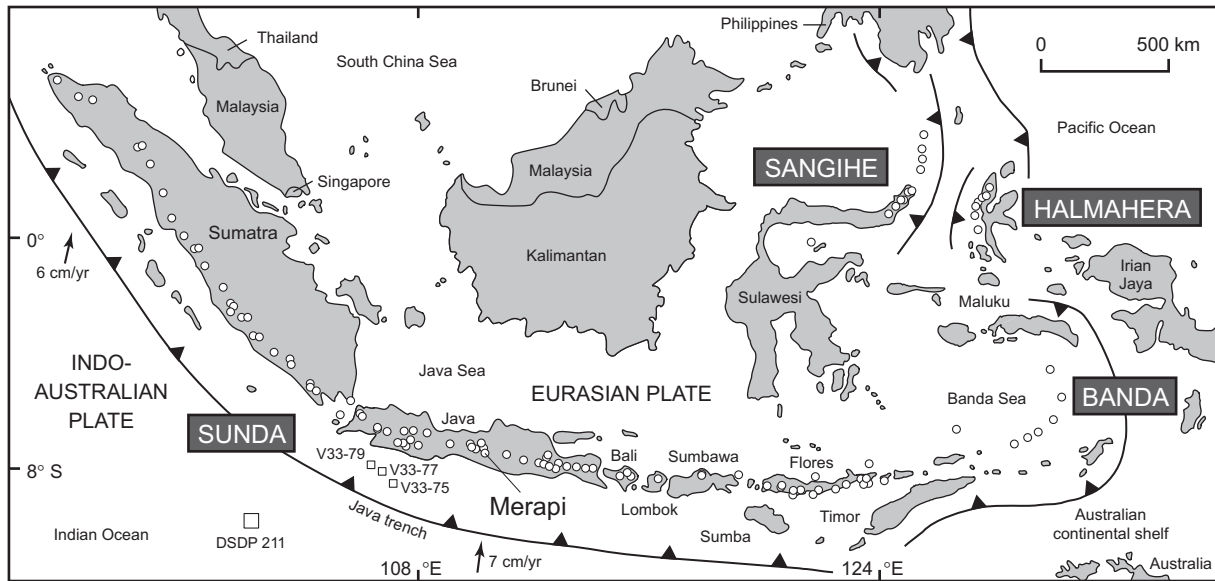 Philippines
Thailand
South China Sea
0
500 km
Brunei
Malaysia
Pacific Ocean
Malaysia
SANGIHE
Singapore
HALMAHERA
Sumatra
0°
Kalimantan
Irian
Jaya
6 cm/yr
Sulawesi
Maluku
INDO-
AUSTRALIAN
PLATE
Java Sea
EURASIAN PLATE
Banda Sea
BANDA
SUNDA
Java
V33-79
Bali
Sumbawa
Flores
8° S
V33-77
V33-75
Merapi
Lombok
Timor
Java trench
Indian Ocean
DSDP 211
Sumba
Australian
continental shelf
7 cm/yr
108 °E
124 °E
Australia